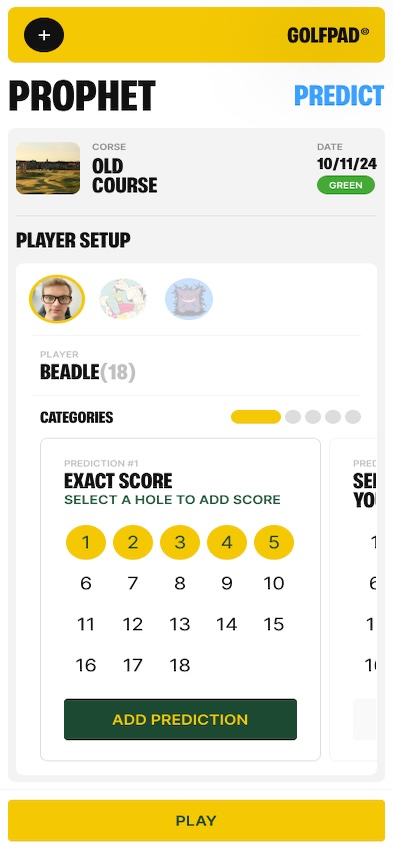 +
GOLFPAD®
PROPHET
PREDICT
CORSE
OLD
COURSE
DATE
10/11/24
GREEN
PLAYER SETUP
PLAYER
BEADLE(18)
CATEGORIES
PREDICTION #1
EXACT SCORE
SELECT A HOLE TO ADD SCORE
1 2 3 4 5
6 7 8 9 10
11 12 13 14 15
16 17 18
ADD PREDICTION
PRED
YOU
PLAY